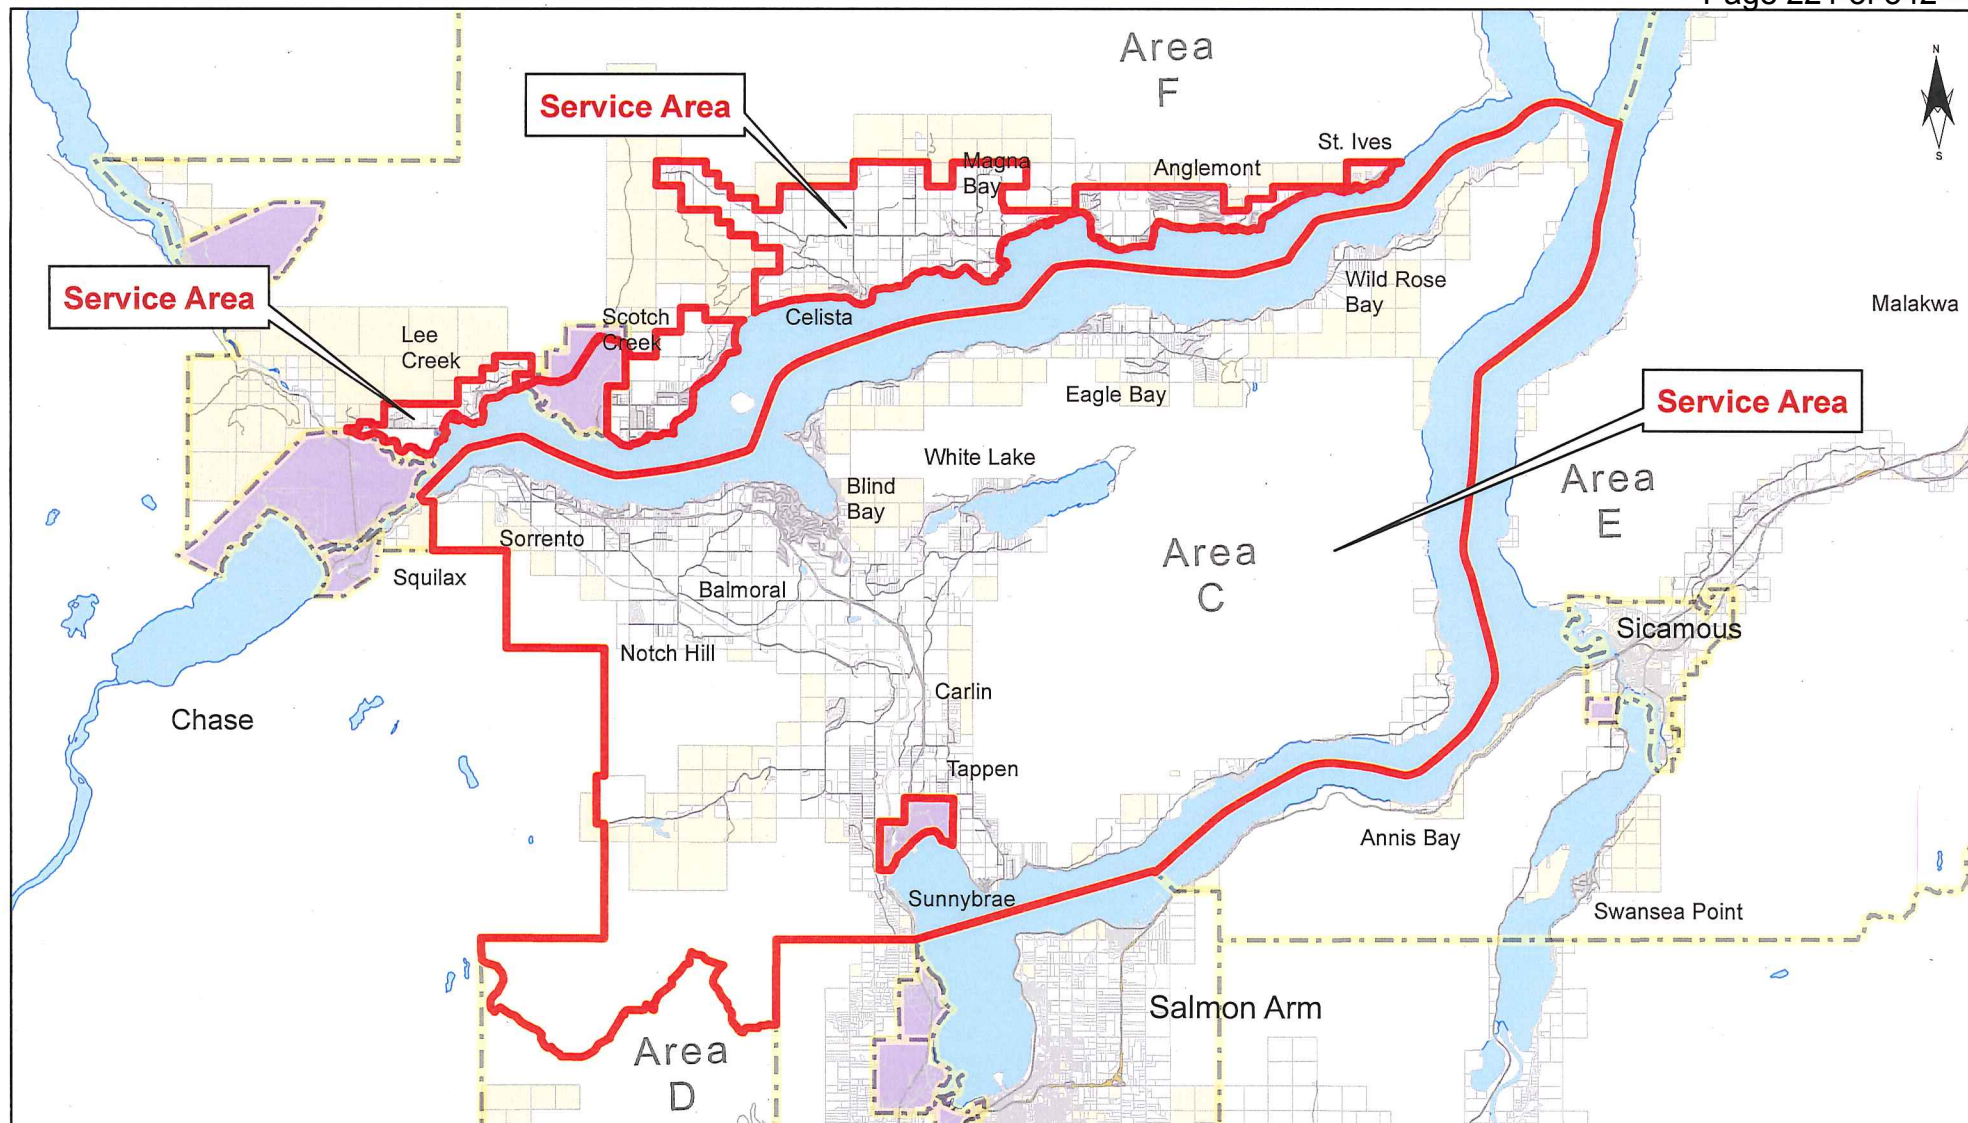 Area
F
N
S
Service Area
St. Ives
Magna
Bay
Anglemont
Service Area
Wild Rose
Bay
Malakwa
Scotch
Creek
Celista
Lee
Creek
Eagle Bay
Service Area
White Lake
Blind
Bay
Area
E
Sorrento
Area
C
Squilax
Balmoral
Sicamous
Notch Hill
Carlin
Chase
Tappen
Annis Bay
Sunnybrae
Swansea Point
Salmon Arm
Area
D